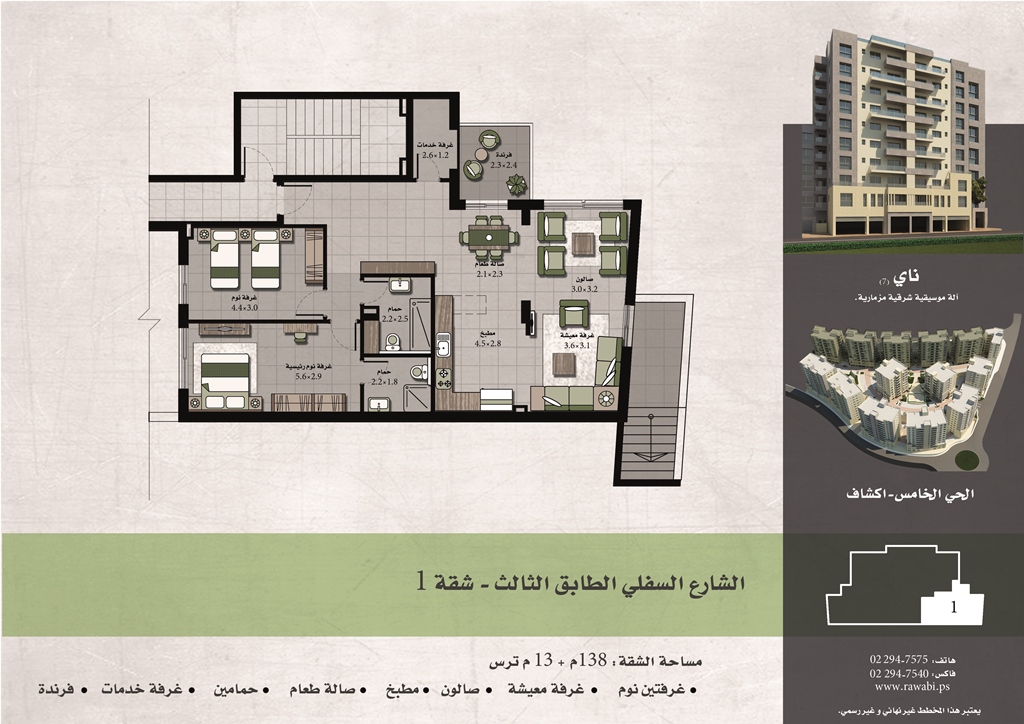 غرفة خدمات
2.6×1.2
فرندة
2.3×2.4
صالة طعام
2.1×2.3
صالون
3.0×3.2
غرفة نوم
4.4×3.0
حمام
2.2×2.5
مطبخ
4.5×2.8
غرفة معيشة
3.6×3.1
غرفة نوم رئيسية
5.6×2.9
حمام
2.2×1.8
ناي (7)
آلة موسيقية شرقية مزمارية.
الحي الخامس-اكشاف
1
الشارع السفلي الطابق الثالث - شقة 1
مساحة الشقة: 138م + 13 م ترس
• غرفتين نوم • غرفة معيشة • صالون • مطبخ • صالة طعام • حمامين • غرفة خدمات • فرندة
هاتف: 02 294-7575
فاكس: 02 294-7540
www.rawabi.ps
يعتبر هذا المخطط غير نهائي و غير رسمي.